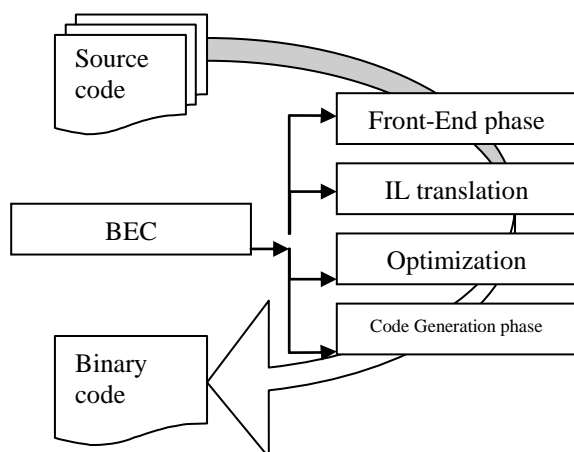 Source
code
Front-End phase
IL translation
BEC
Optimization
Code Generation phase
Binary
code